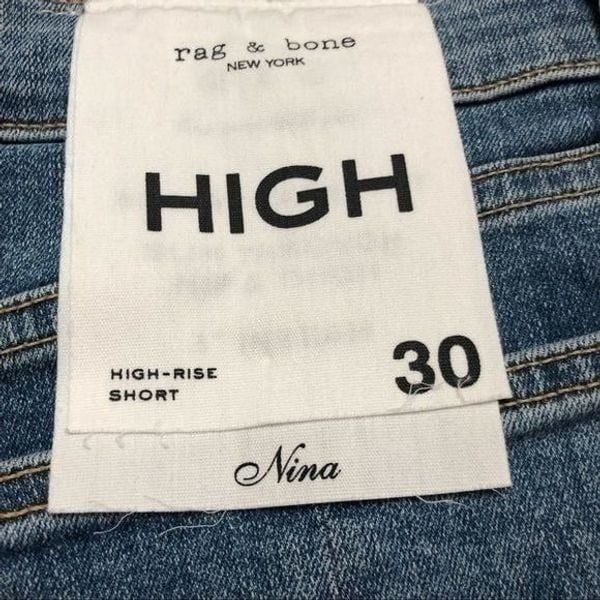 rag & bone
NEW YORK
HIGH
HIGH-RISE
SHORT
30
Nina